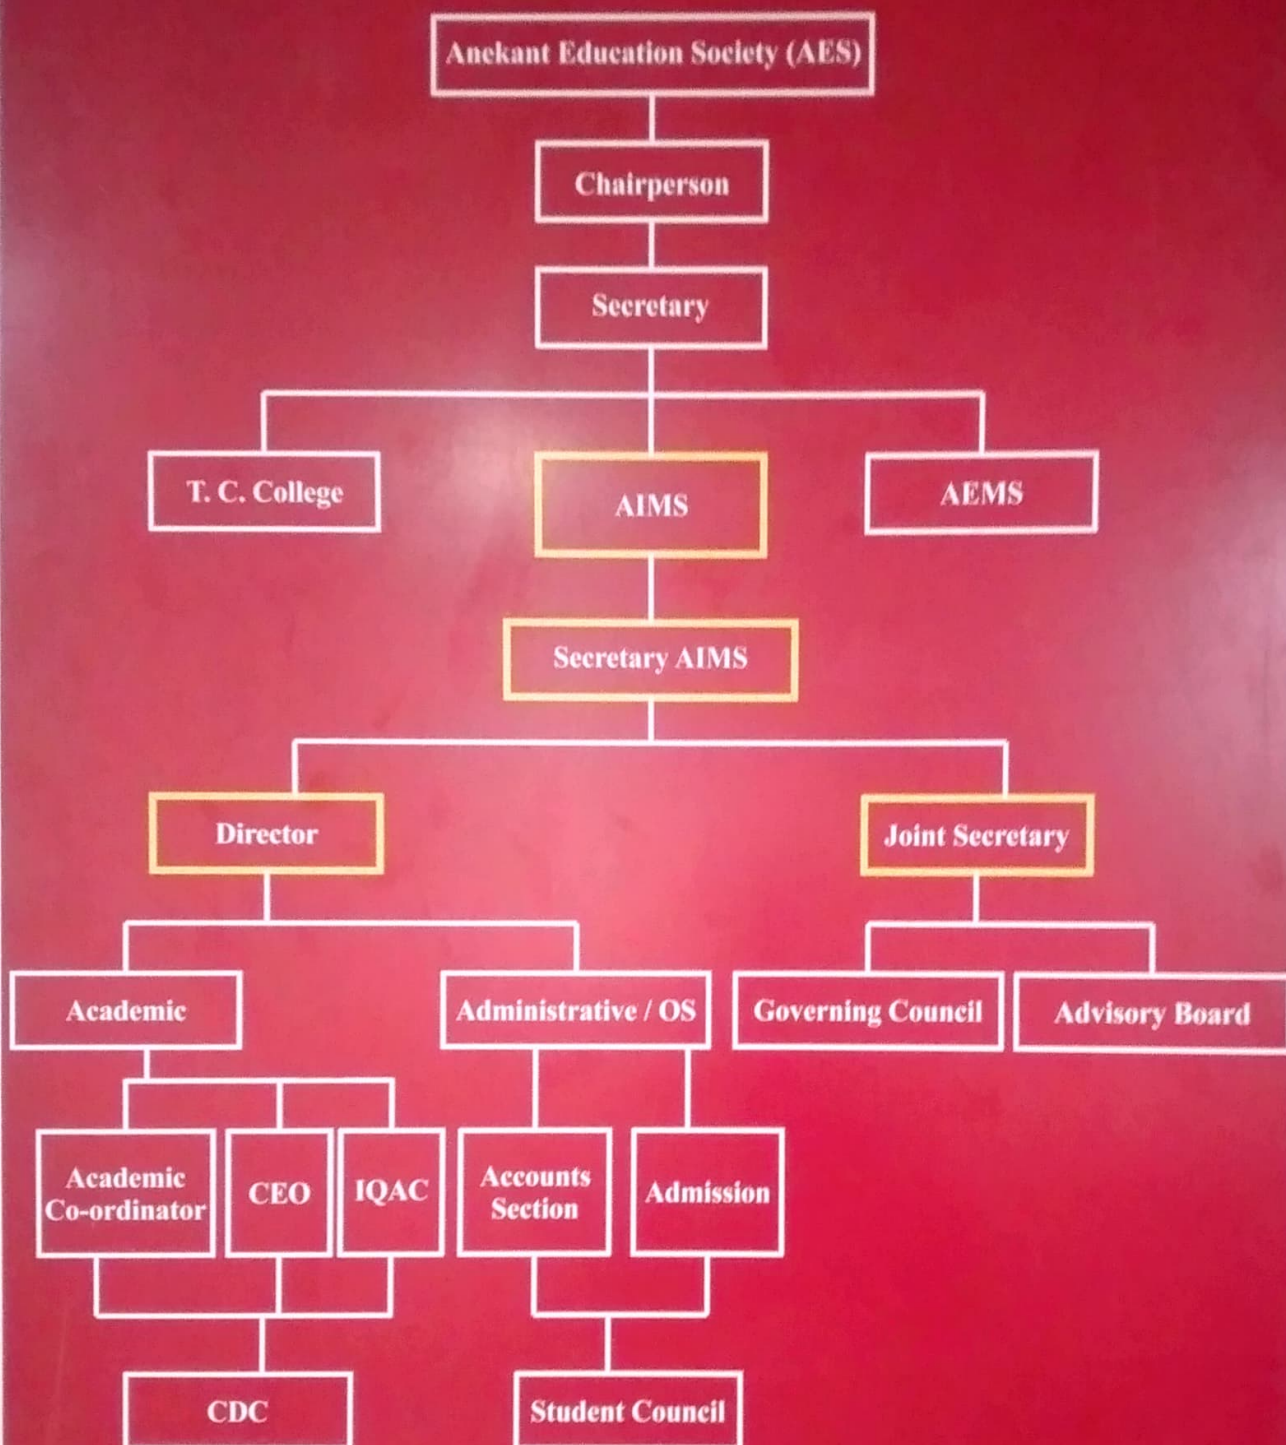 Anekant Education Society (AES)
Chairperson
Secretary
T. C. College
AIMS
AEMS
Secretary AIMS
Director
Joint Secretary
Academic
Administrative / OS
Governing Council
Advisory Board
Academic
Co-ordinator
CEO
IQAC
Accounts
Section
Admission
CDC
Student Council